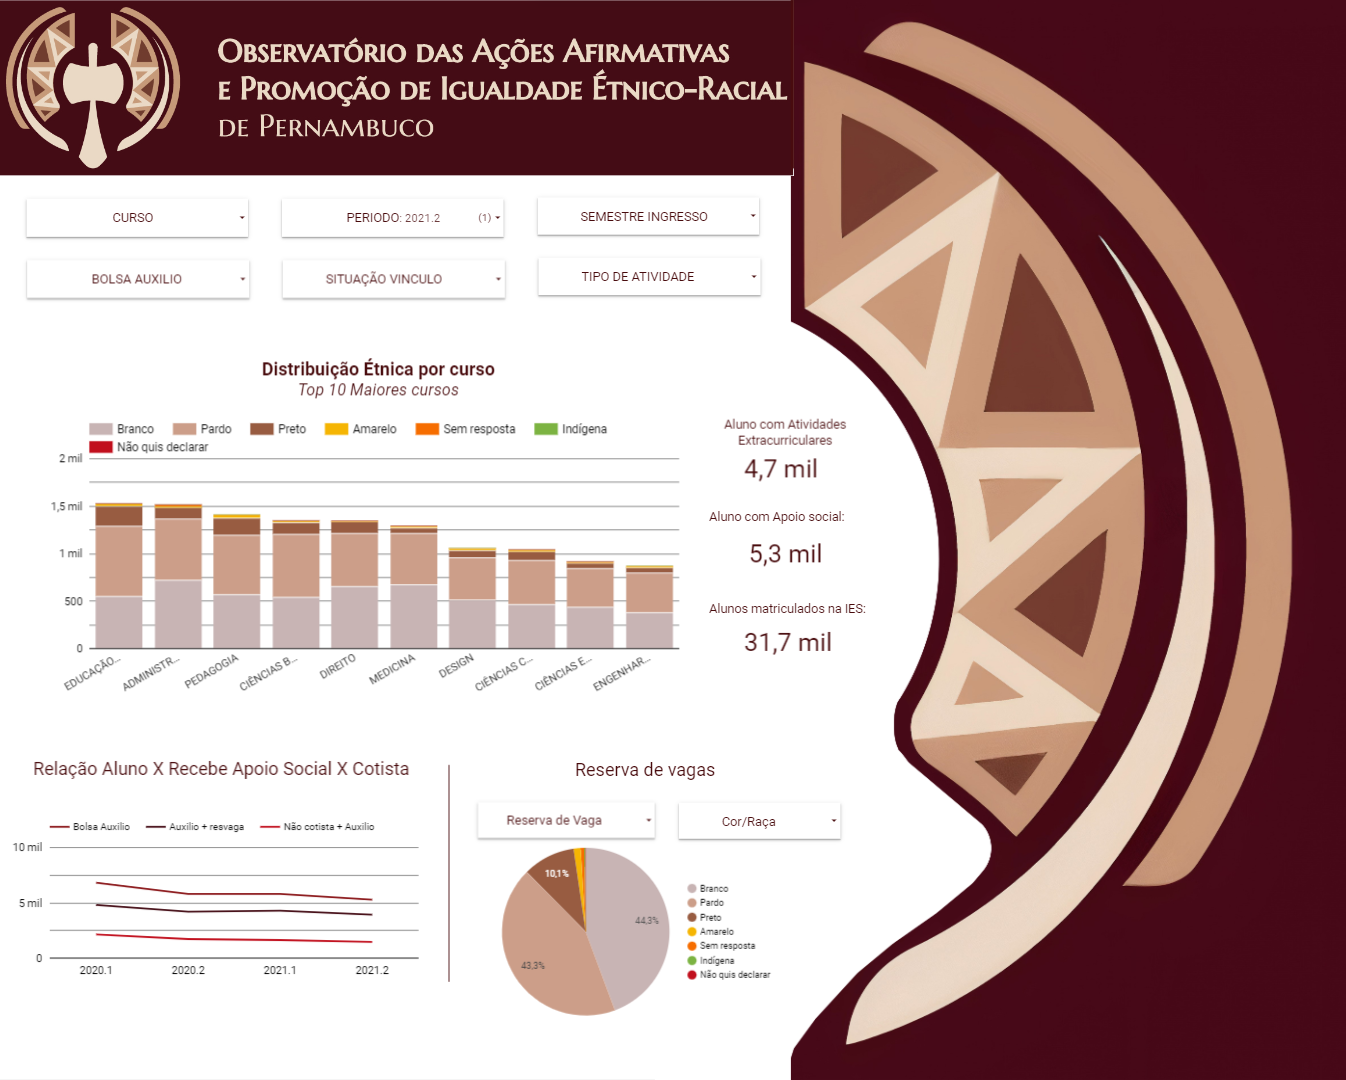 Observatório das Ações Afirmativas
e Promoção de Igualdade Étnico-Racial
de Pernambuco
CURSO
PERIODO: 2021.2 (1)
SEMESTRE INGRESSO
BOLSA AUXILIO
SITUAÇÃO VINCULO
TIPO DE ATIVIDADE
Distribuição Étnica por curso
Top 10 Maiores cursos
Branco
Pardo
Preto
Amarelo
Sem resposta
Indígena
Não quis declarar
2 mil
1,5 mil
1 mil
500
0
EDUCAÇÃO...
ADMINISTR...
PEDAGOGIA
CIÊNCIAS B...
DIREITO
MEDICINA
DESIGN
CIÊNCIAS C...
CIÊNCIAS E...
ENGENHAR...
Aluno com Atividades
Extracurriculares
4,7 mil
Aluno com Apoio social:
5,3 mil
Alunos matriculados na IES:
31,7 mil
Relação Aluno X Recebe Apoio Social X Cotista
Bolsa Auxilio
Auxilio + resvaga
Não cotista + Auxilio
10 mil
5 mil
0
2020.1
2020.2
2021.1
2021.2
Reserva de vagas
Reserva de Vaga
Cor/Raça
10,1%
44,3%
43,3%
Branco
Pardo
Preto
Amarelo
Sem resposta
Indígena
Não quis declarar